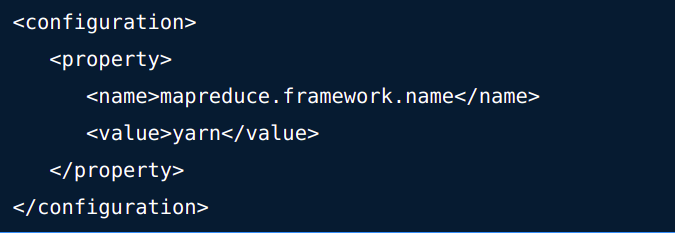 <configuration>
   <property>
      <name>mapreduce.framework.name</name>
      <value>yarn</value>
   </property>
</configuration>